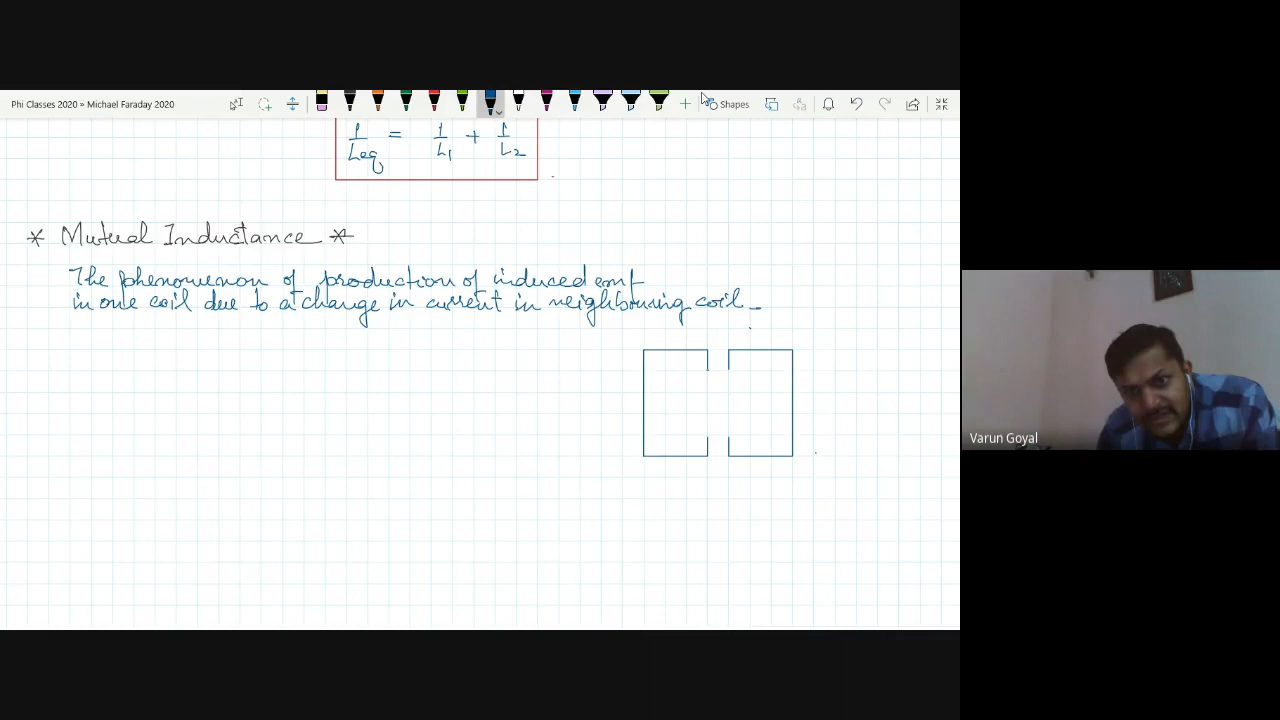 Phi Classes 2020 » Michael Faraday 2020
Shapes
1/Leq = 1/L1 + 1/L2
* Mutual Inductance *
The phenomenon of production of induced emf
in one coil due to a change in current in neighbouring coil -
Varun Goyal